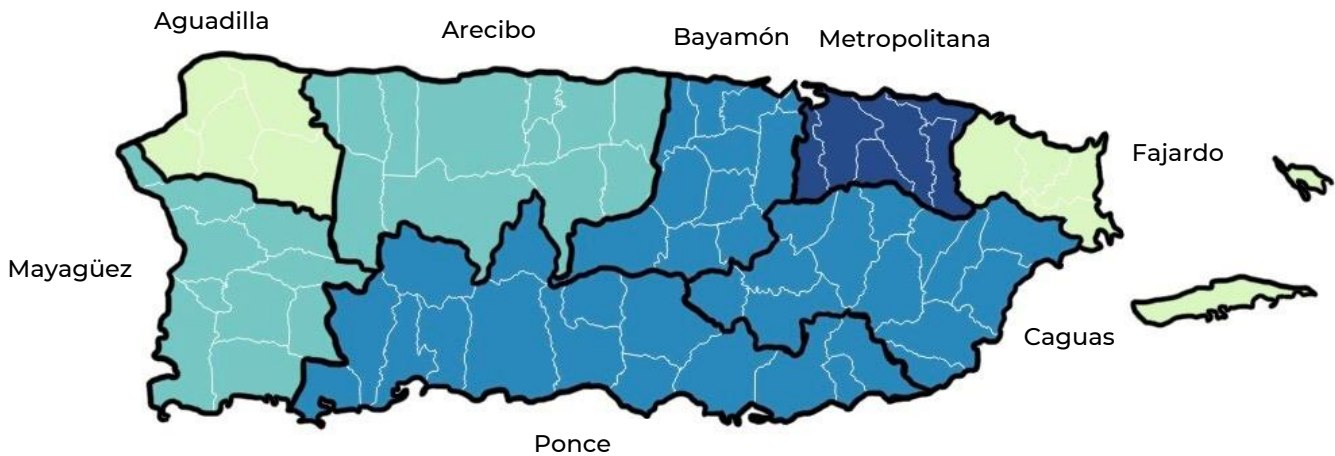 Aguadilla
Arecibo
Bayamón
Metropolitana
Fajardo
Mayagüez
Caguas
Ponce